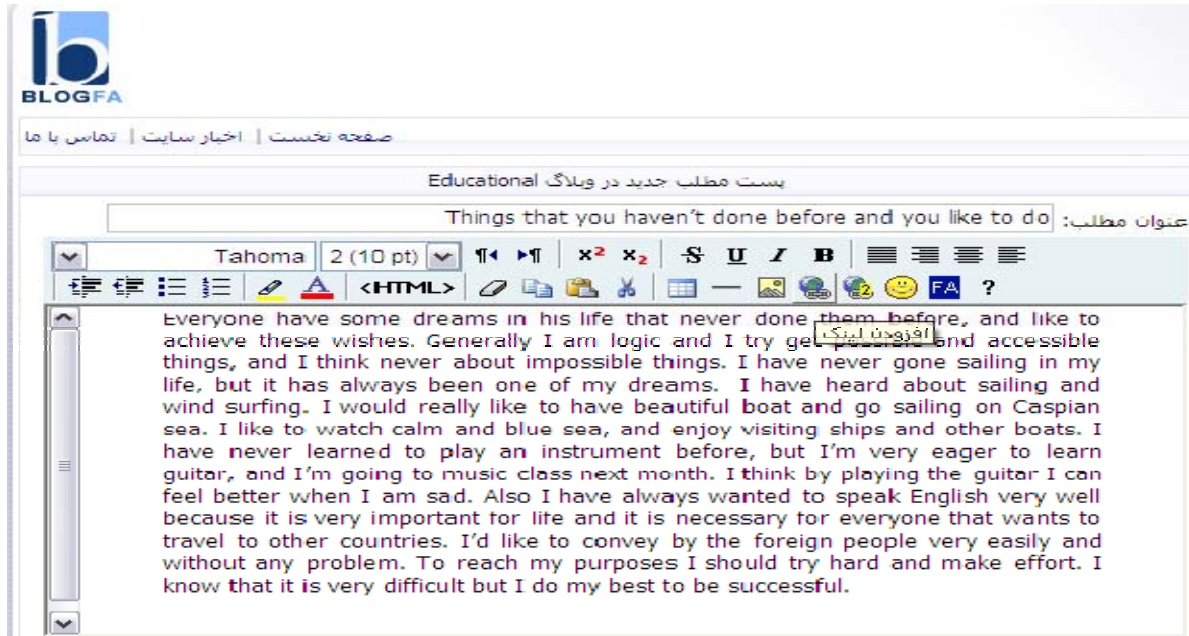 b
BLOGFA
صفحه نخست | اخبار سایت | تماس با ما
پست مطلب جدید در وبلاگ Educational
عنوان مطلب: Things that you haven't done before and you like to do
Tahoma 2 (10 pt) ¶ ¶ x² x₂ S U I B
A <HTML> 2 FA ?
Everyone have some dreams in his life that never done them before, and like to
افزودن لینک
achieve these wishes. Generally I am logic and I try get and accessible
things, and I think never about impossible things. I have never gone sailing in my
life, but it has always been one of my dreams. I have heard about sailing and
wind surfing. I would really like to have beautiful boat and go sailing on Caspian
sea. I like to watch calm and blue sea, and enjoy visiting ships and other boats. I
have never learned to play an instrument before, but I'm very eager to learn
guitar, and I'm going to music class next month. I think by playing the guitar I can
feel better when I am sad. Also I have always wanted to speak English very well
because it is very important for life and it is necessary for everyone that wants to
travel to other countries. I'd like to convey by the foreign people very easily and
without any problem. To reach my purposes I should try hard and make effort. I
know that it is very difficult but I do my best to be successful.